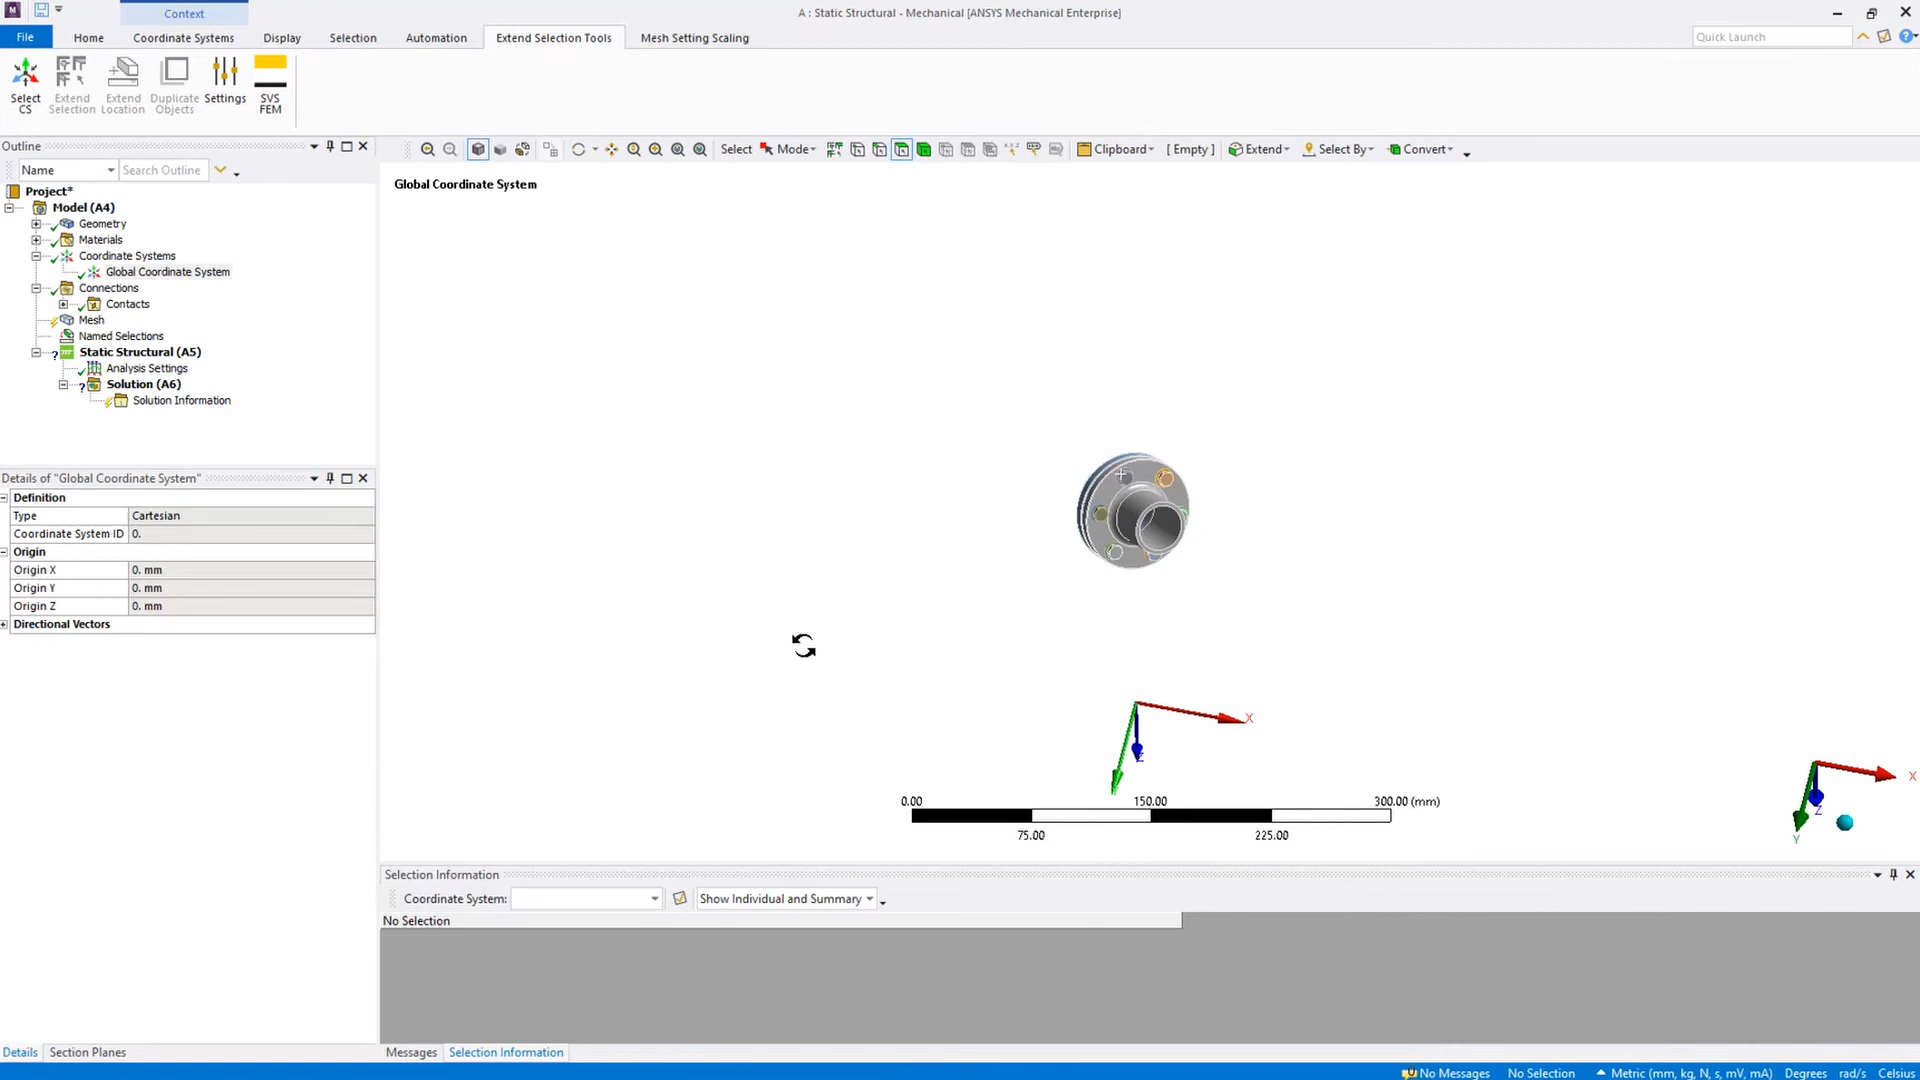 Context
A : Static Structural - Mechanical [ANSYS Mechanical Enterprise]
File Home Coordinate Systems Display Selection Automation Extend Selection Tools Mesh Setting Scaling Quick Launch
Select CS
Extend Selection
Extend Location
Duplicate Objects
Settings
SVS FEM
Outline
Name Search Outline
Select Mode Clipboard [ Empty ] Extend Select By Convert
Project*
Model (A4)
Geometry
Materials
Coordinate Systems
Global Coordinate System
Connections
Contacts
Mesh
Named Selections
Static Structural (A5)
Analysis Settings
Solution (A6)
Solution Information
Details of "Global Coordinate System"
Definition
Type Cartesian
Coordinate System ID 0.
Origin
Origin X 0. mm
Origin Y 0. mm
Origin Z 0. mm
Directional Vectors
Global Coordinate System
X
Z
0.00 150.00 300.00 (mm)
75.00 225.00
X
Z
Y
Selection Information
Coordinate System: Show Individual and Summary
No Selection
Details Section Planes
Messages Selection Information
No Messages No Selection Metric (mm, kg, N, s, mV, mA) Degrees rad/s Celsius